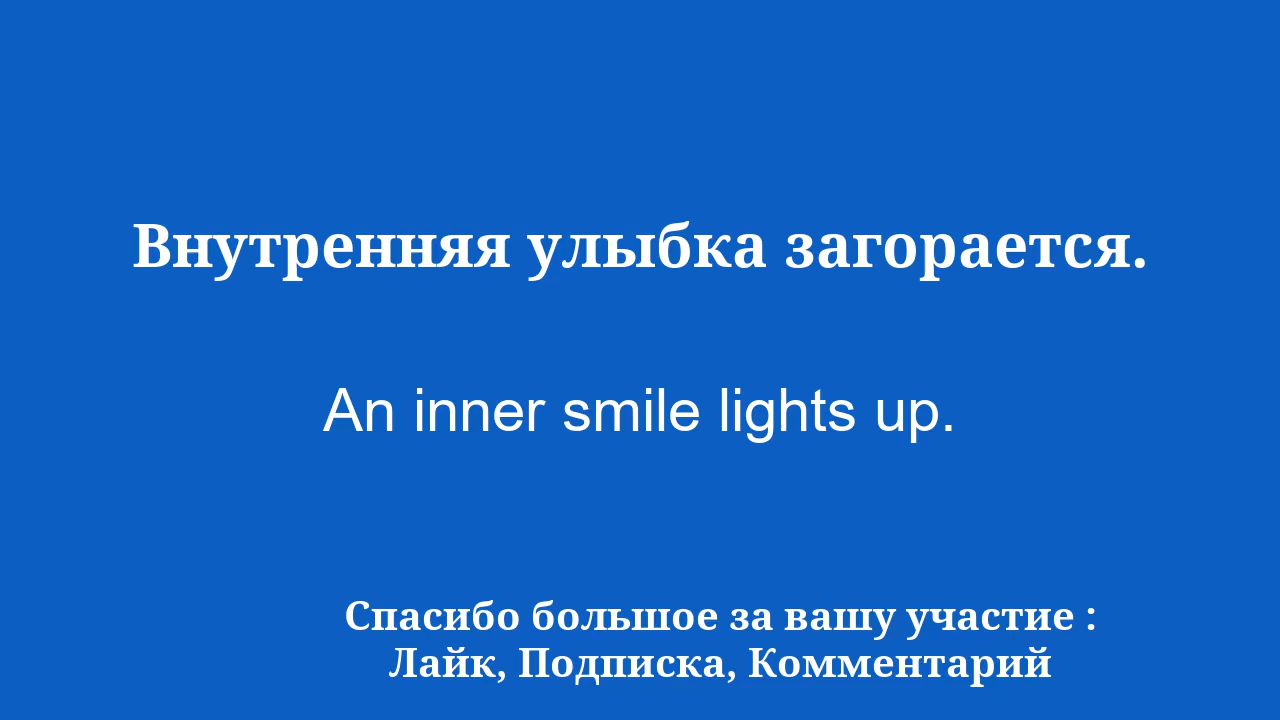 Внутренняя улыбка загорается.
An inner smile lights up.
Спасибо большое за вашу участие :
Лайк, Подписка, Комментарий